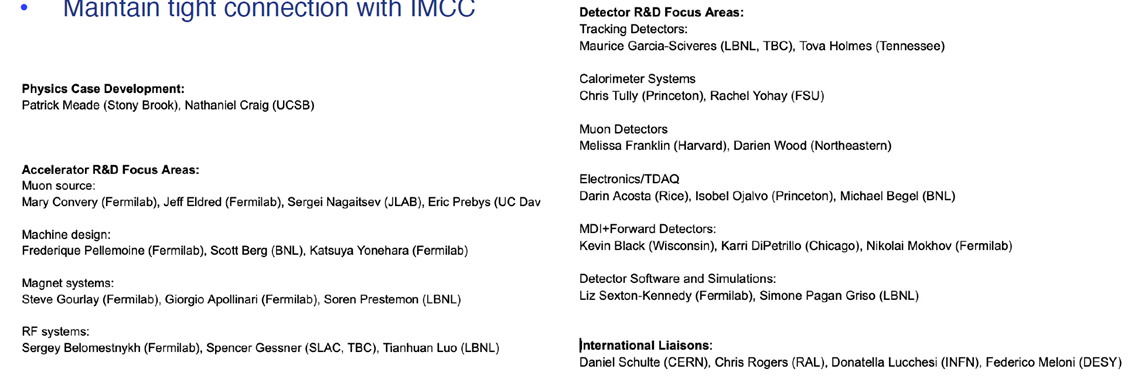 • Maintain tight connection with IMCC
Physics Case Development:
Patrick Meade (Stony Brook), Nathaniel Craig (UCSB)
Accelerator R&D Focus Areas:
Muon source:
Mary Convery (Fermilab), Jeff Eldred (Fermilab), Sergei Nagaitsev (JLAB), Eric Prebys (UC Dav
Machine design:
Frederique Pellemoine (Fermilab), Scott Berg (BNL), Katsuya Yonehara (Fermilab)
Magnet systems:
Steve Gourlay (Fermilab), Giorgio Apollinari (Fermilab), Soren Prestemon (LBNL)
RF systems:
Sergey Belomestnykh (Fermilab), Spencer Gessner (SLAC, TBC), Tianhuan Luo (LBNL)
Detector R&D Focus Areas:
Tracking Detectors:
Maurice Garcia-Sciveres (LBNL, TBC), Tova Holmes (Tennessee)
Calorimeter Systems
Chris Tully (Princeton), Rachel Yohay (FSU)
Muon Detectors
Melissa Franklin (Harvard), Darien Wood (Northeastern)
Electronics/TDAQ
Darin Acosta (Rice), Isobel Ojalvo (Princeton), Michael Begel (BNL)
MDI+Forward Detectors:
Kevin Black (Wisconsin), Karri DiPetrillo (Chicago), Nikolai Mokhov (Fermilab)
Detector Software and Simulations:
Liz Sexton-Kennedy (Fermilab), Simone Pagan Griso (LBNL)
International Liaisons:
Daniel Schulte (CERN), Chris Rogers (RAL), Donatella Lucchesi (INFN), Federico Meloni (DESY)